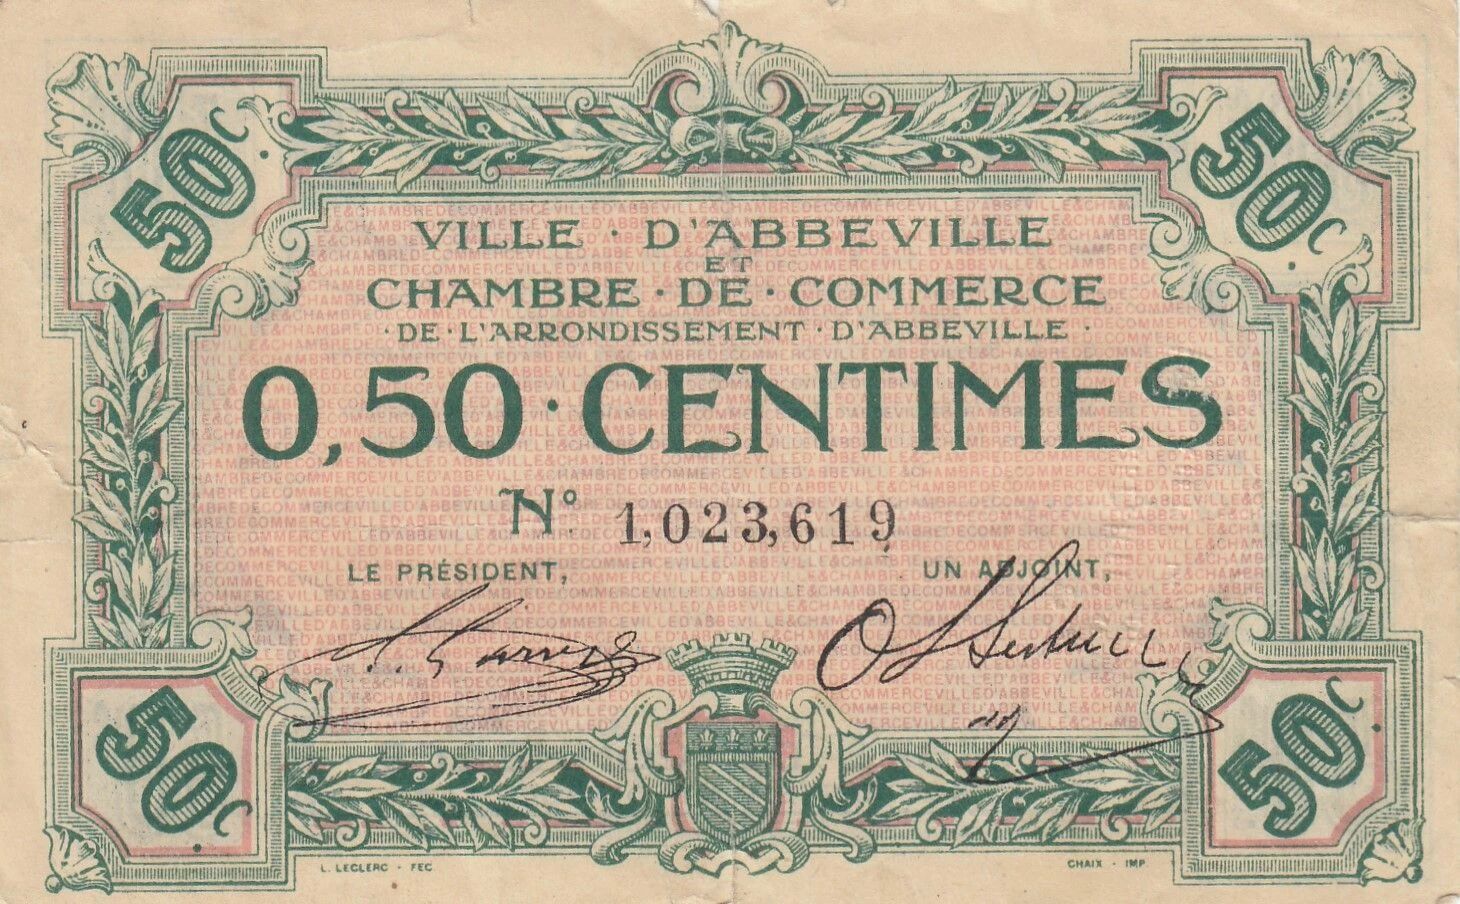 50c.
50c.
VILLE · D'ABBEVILLE
ET
CHAMBRE · DE · COMMERCE
· DE · L'ARRONDISSEMENT · D'ABBEVILLE ·
0,50 · CENTIMES
N° 1,023,619
LE PRÉSIDENT,
UN ADJOINT,
50c.
50c.
L. LECLERC - FEC
CHAIX - IMP.